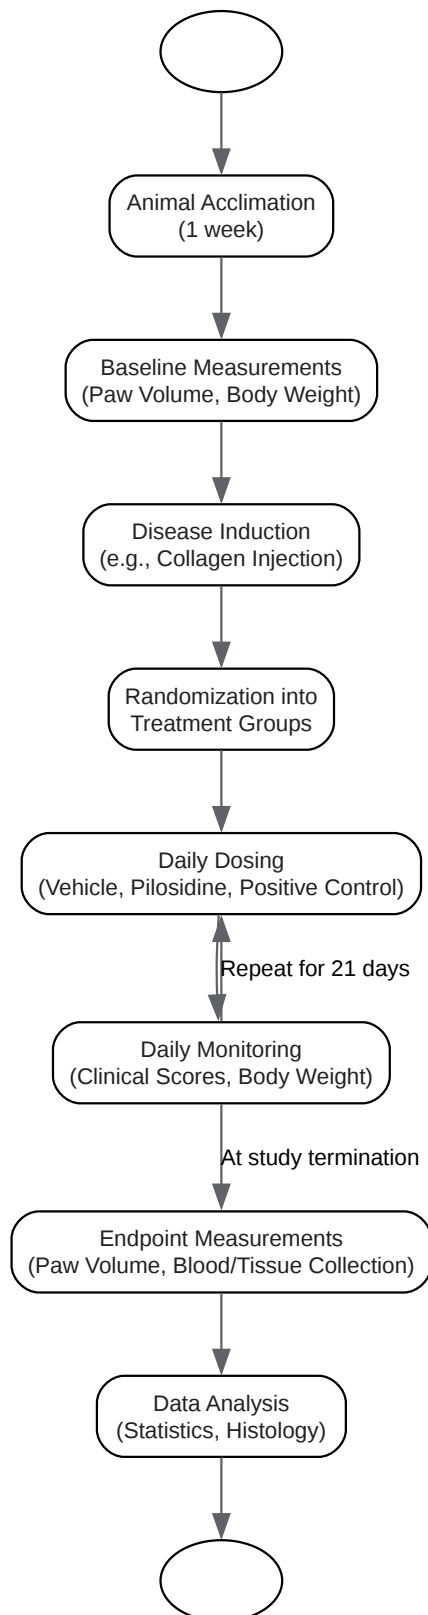 Animal Acclimation
(1 week)
Baseline Measurements
(Paw Volume, Body Weight)
Disease Induction
(e.g., Collagen Injection)
Randomization into
Treatment Groups
Daily Dosing
(Vehicle, Pilosidine, Positive Control)
Repeat for 21 days
Daily Monitoring
(Clinical Scores, Body Weight)
At study termination
Endpoint Measurements
(Paw Volume, Blood/Tissue Collection)
Data Analysis
(Statistics, Histology)